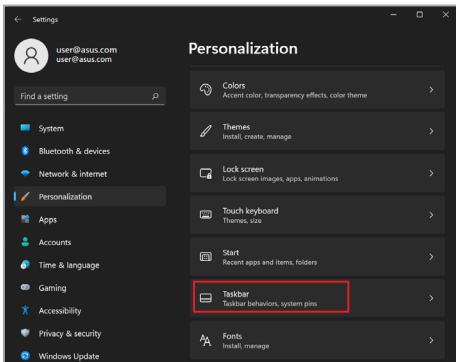 Settings
user@asus.com
user@asus.com
Find a setting
System
Bluetooth & devices
Network & internet
Personalization
Apps
Accounts
Time & language
Gaming
Accessibility
Privacy & security
Windows Update
Personalization
Colors
Accent color, transparency effects, color theme
Themes
Install, create, manage
Lock screen
Lock screen images, apps, animations
Touch keyboard
Themes, size
Start
Recent apps and items, folders
Taskbar
Taskbar behaviors, system pins
Fonts
Install, manage